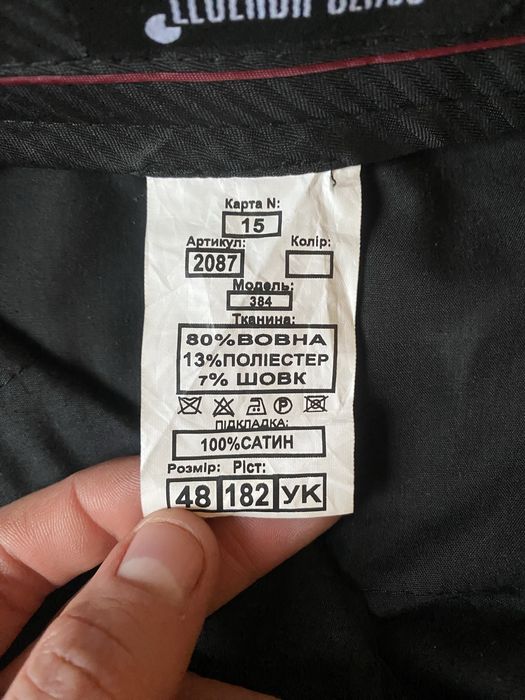 Карта N:
15
Артикул: Колір:
2087
Модель:
384
Тканина:
80%ВОВНА
13%ПОЛІЕСТЕР
7% ШОВК
P
ПІДКЛАДКА:
100%САТИН
Розмір: Ріст:
48 182 УК